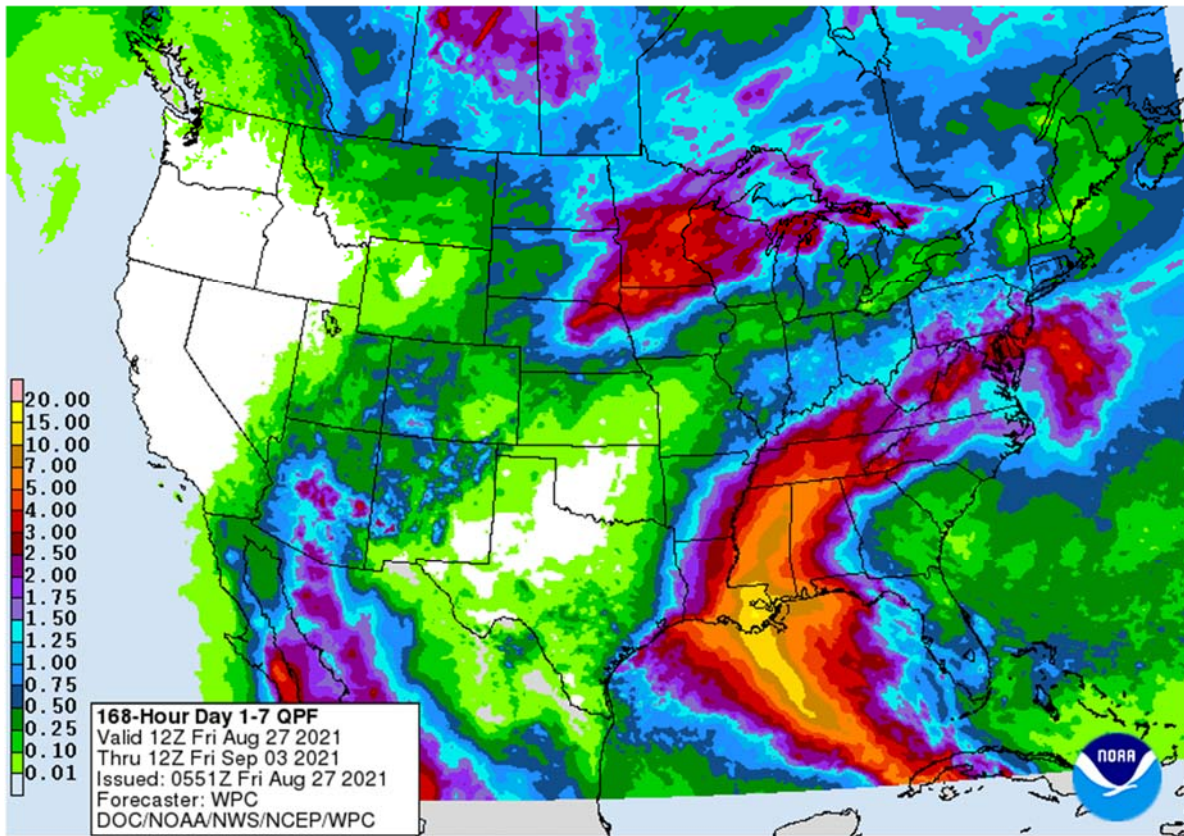 20.00
15.00
10.00
7.00
5.00
4.00
3.00
2.50
2.00
1.75
1.50
1.25
1.00
0.75
0.50
0.25
0.10
0.01
168-Hour Day 1-7 QPF
Valid 12Z Fri Aug 27 2021
Thru 12Z Fri Sep 03 2021
Issued: 0551Z Fri Aug 27 2021
Forecaster: WPC
DOC/NOAA/NWS/NCEP/WPC
NOAA